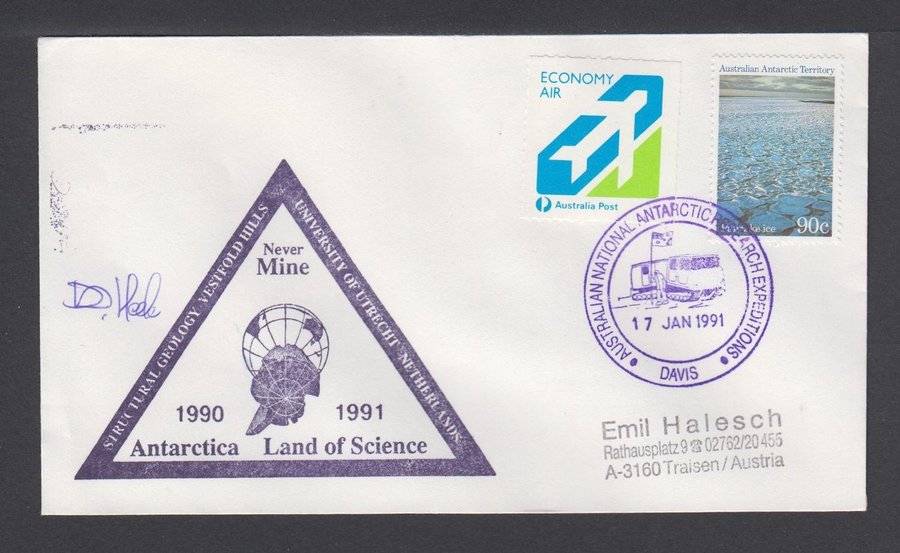 ECONOMY
AIR
Australia Post
Australian Antarctic Territory
90c
AUSTRALIAN NATIONAL ANTARCTIC RESEARCH EXPEDITIONS
17 JAN 1991
DAVIS
STRUCTURAL GEOLOGY VESTFOLD HILLS
UNIVERSITY OF UTRECHT NETHERLANDS
Never
Mine
1990 1991
Antarctica Land of Science
Emil Halesch
Rathausplatz 9 ☎ 02762/20 455
A-3160 Traisen / Austria